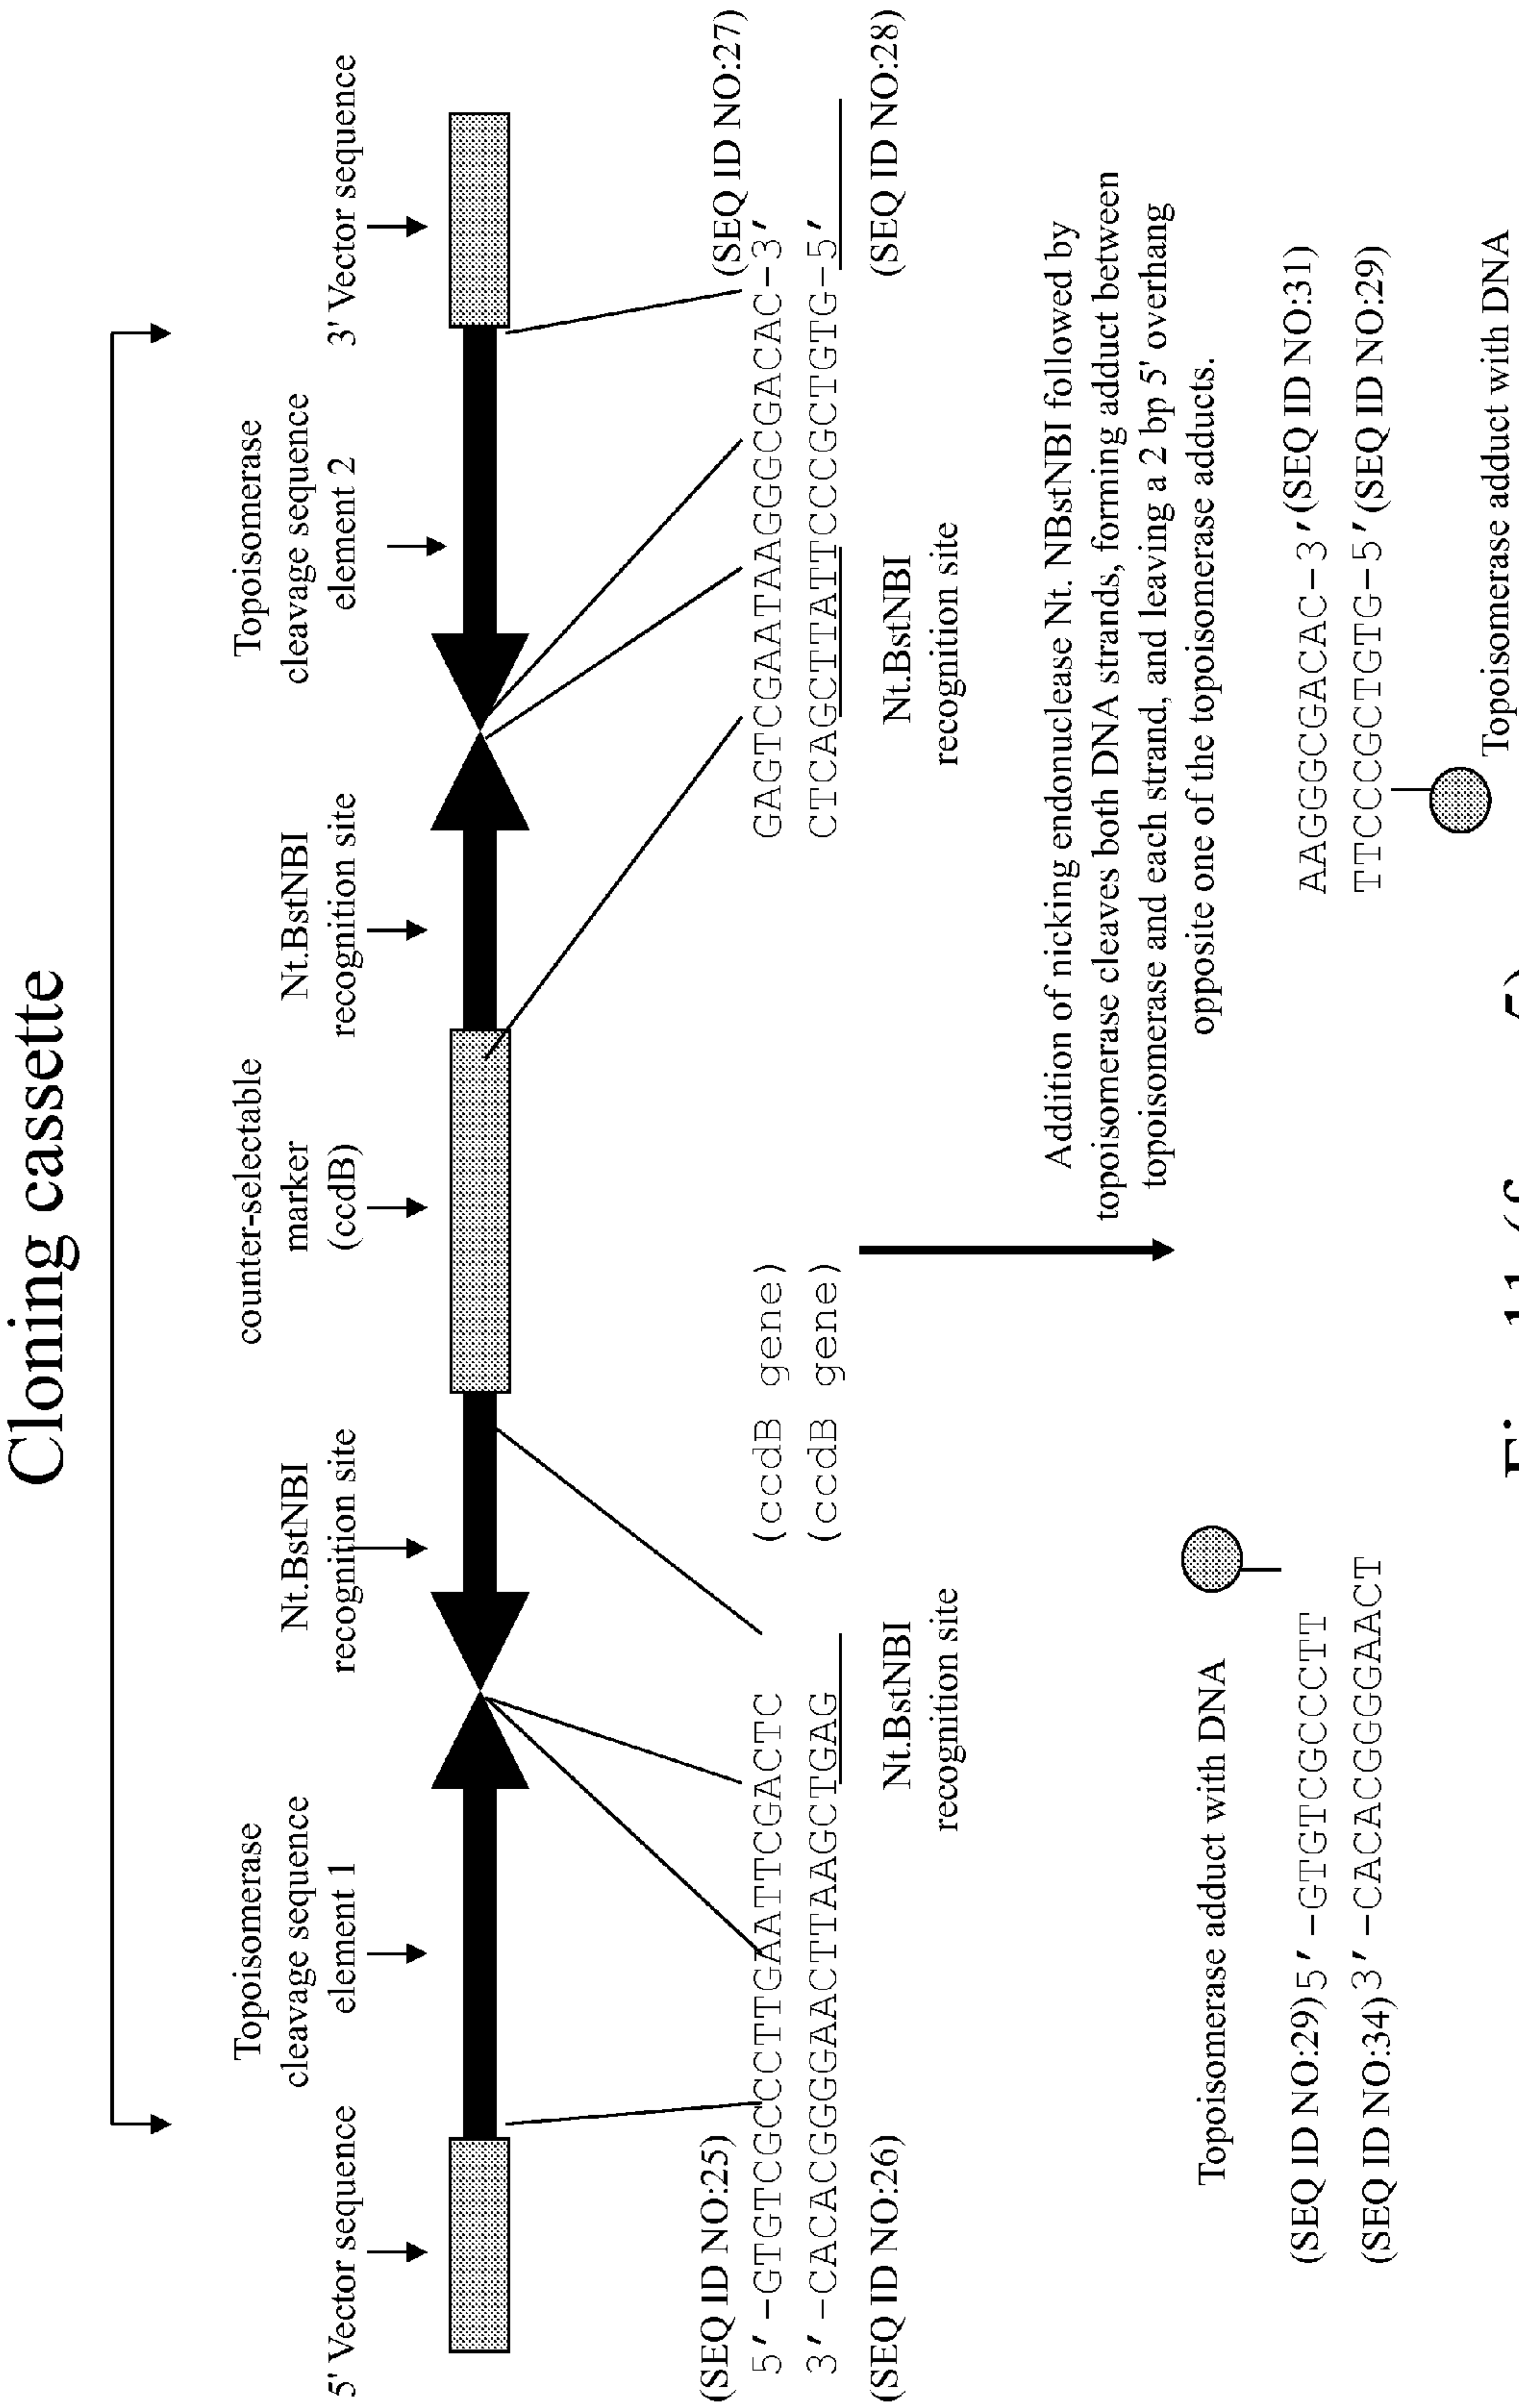 Cloning cassette
5' Vector sequence
Topoisomerase
cleavage sequence
element 1
Nt.BstNBI
recognition site
counter-selectable
marker
(ccdB)
Nt.BstNBI
recognition site
Topoisomerase
cleavage sequence
element 2
3' Vector sequence
(SEQ ID NO:25)
5'-GTGTCGCCCTTGAATTCGACTC
3'-CACACGGGGAACTTAAGCTGAG
(SEQ ID NO:26)
Nt.BstNBI
recognition site
(ccdB gene)
(ccdB gene)
(SEQ ID NO:27)
GAGTCGAATAAGGGCGACAC-3'
CTCAGCTTATTCCCGCTGTG-5'
(SEQ ID NO:28)
Nt.BstNBI
recognition site
Addition of nicking endonuclease Nt. NBstNBI followed by
topoisomerase cleaves both DNA strands, forming adduct between
topoisomerase and each strand, and leaving a 2 bp 5' overhang
opposite one of the topoisomerase adducts.
Topoisomerase adduct with DNA
(SEQ ID NO:29)5'-GTGTCGCCCTT
(SEQ ID NO:34)3'-CACACGGGGAACT
AAGGGCGACAC-3'(SEQ ID NO:31)
TTCCCGCTGTG-5'(SEQ ID NO:29)
Topoisomerase adduct with DNA